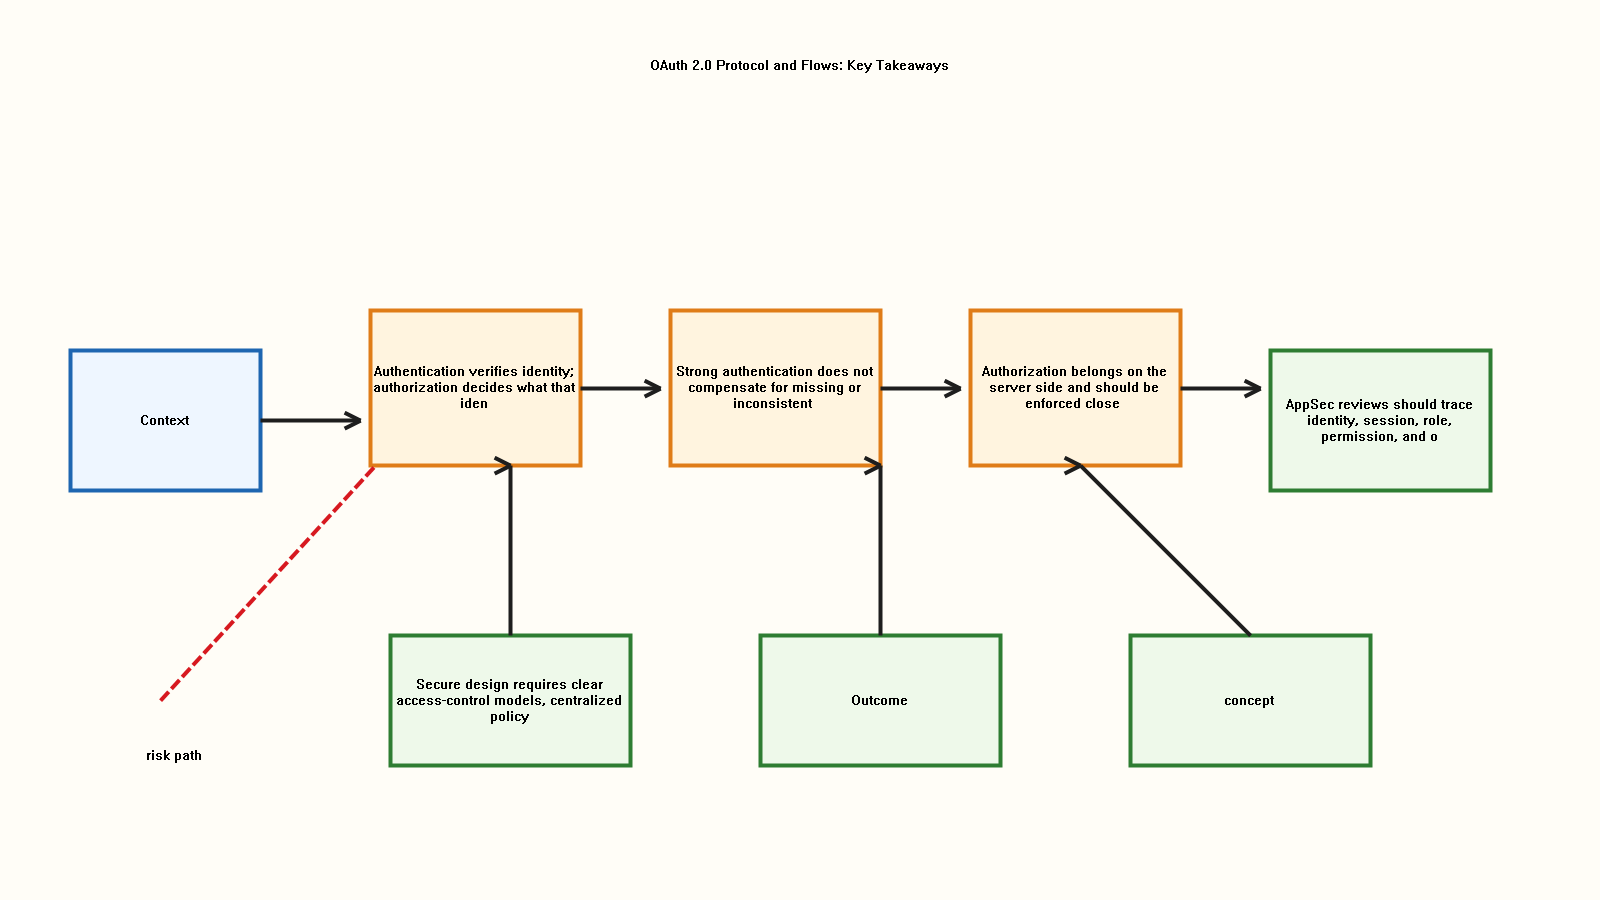 OAuth 2.0 Protocol and Flows: Key Takeaways
Context
Authentication verifies identity;
authorization decides what that
iden
Strong authentication does not
compensate for missing or
inconsistent
Authorization belongs on the
server side and should be
enforced close
AppSec reviews should trace
identity, session, role,
permission, and o
Secure design requires clear
access-control models, centralized
policy
Outcome
concept
risk path